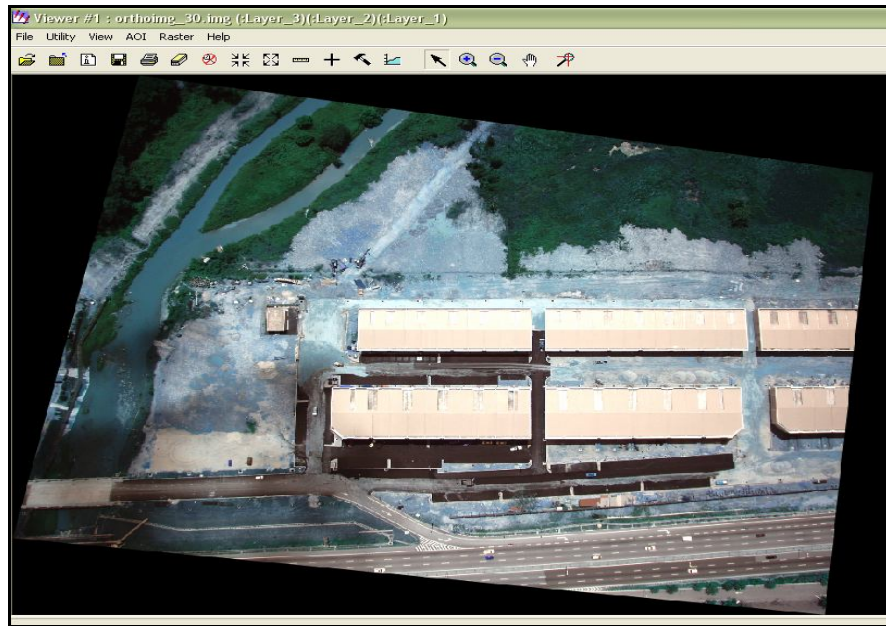 Viewer #1 : orthoimg_30.img (:Layer_3)(:Layer_2)(:Layer_1)
File Utility View AOI Raster Help